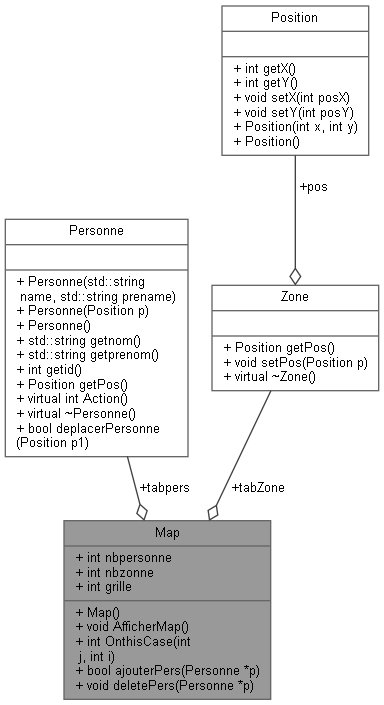 Position
+ int getX()
+ int getY()
+ void setX(int posX)
+ void setY(int posY)
+ Position(int x, int y)
+ Position()
+pos
Personne
+ Personne(std::string
name, std::string prename)
+ Personne(Position p)
+ Personne()
+ std::string getnom()
+ std::string getprenom()
+ int getid()
+ Position getPos()
+ virtual int Action()
+ virtual ~Personne()
+ bool deplacerPersonne
(Position p1)
Zone
+ Position getPos()
+ void setPos(Position p)
+ virtual ~Zone()
+tabpers
+tabZone
Map
+ int nbpersonne
+ int nbzonne
+ int grille
+ Map()
+ void AfficherMap()
+ int OnthisCase(int
j, int i)
+ bool ajouterPers(Personne *p)
+ void deletePers(Personne *p)